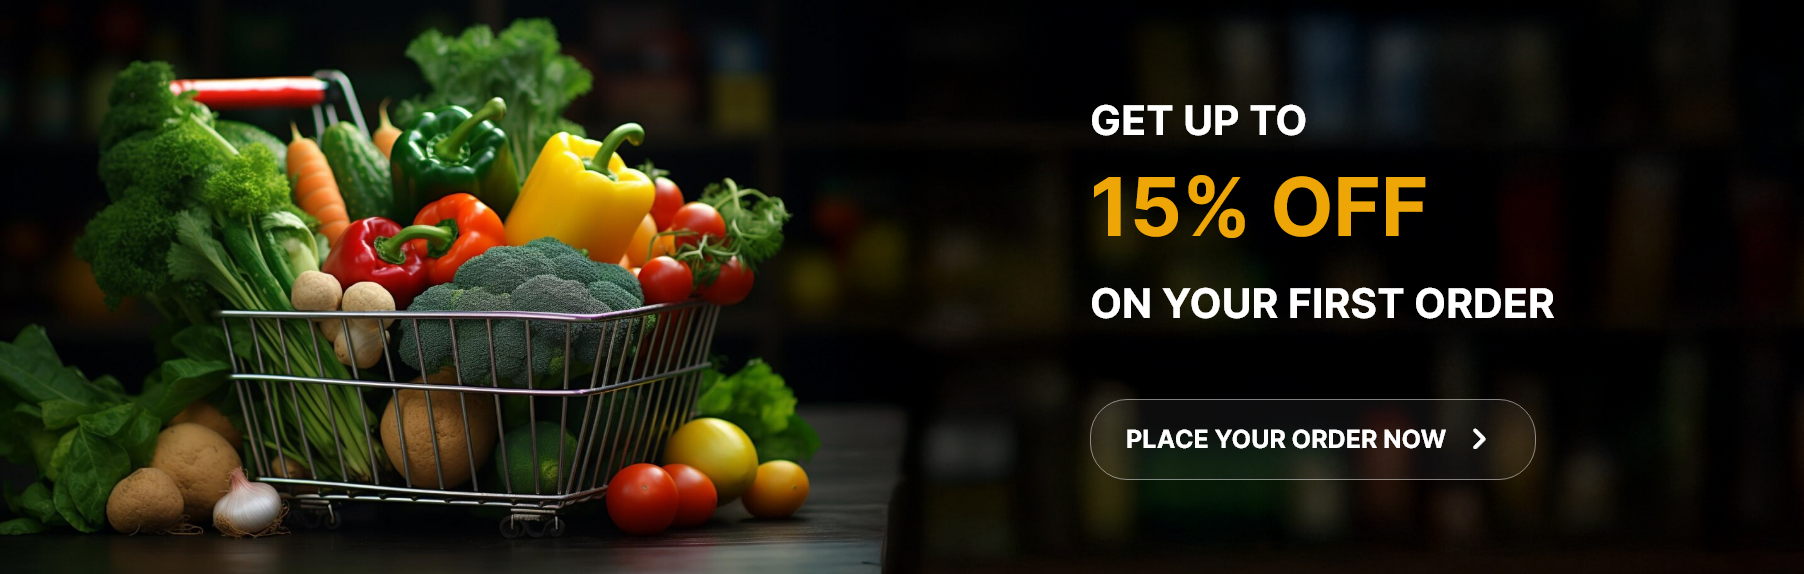 GET UP TO
15% OFF
ON YOUR FIRST ORDER
PLACE YOUR ORDER NOW